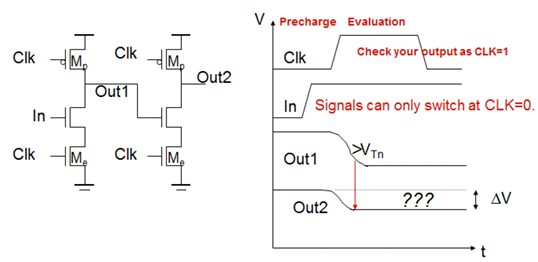 Clk
Mp
Clk
Mp
Out1
Out2
In
Clk
Me
Clk
Me
V
Precharge Evaluation
Clk
Check your output as CLK=1
In
Signals can only switch at CLK=0.
Out1
>VTn
Out2
???
ΔV
t